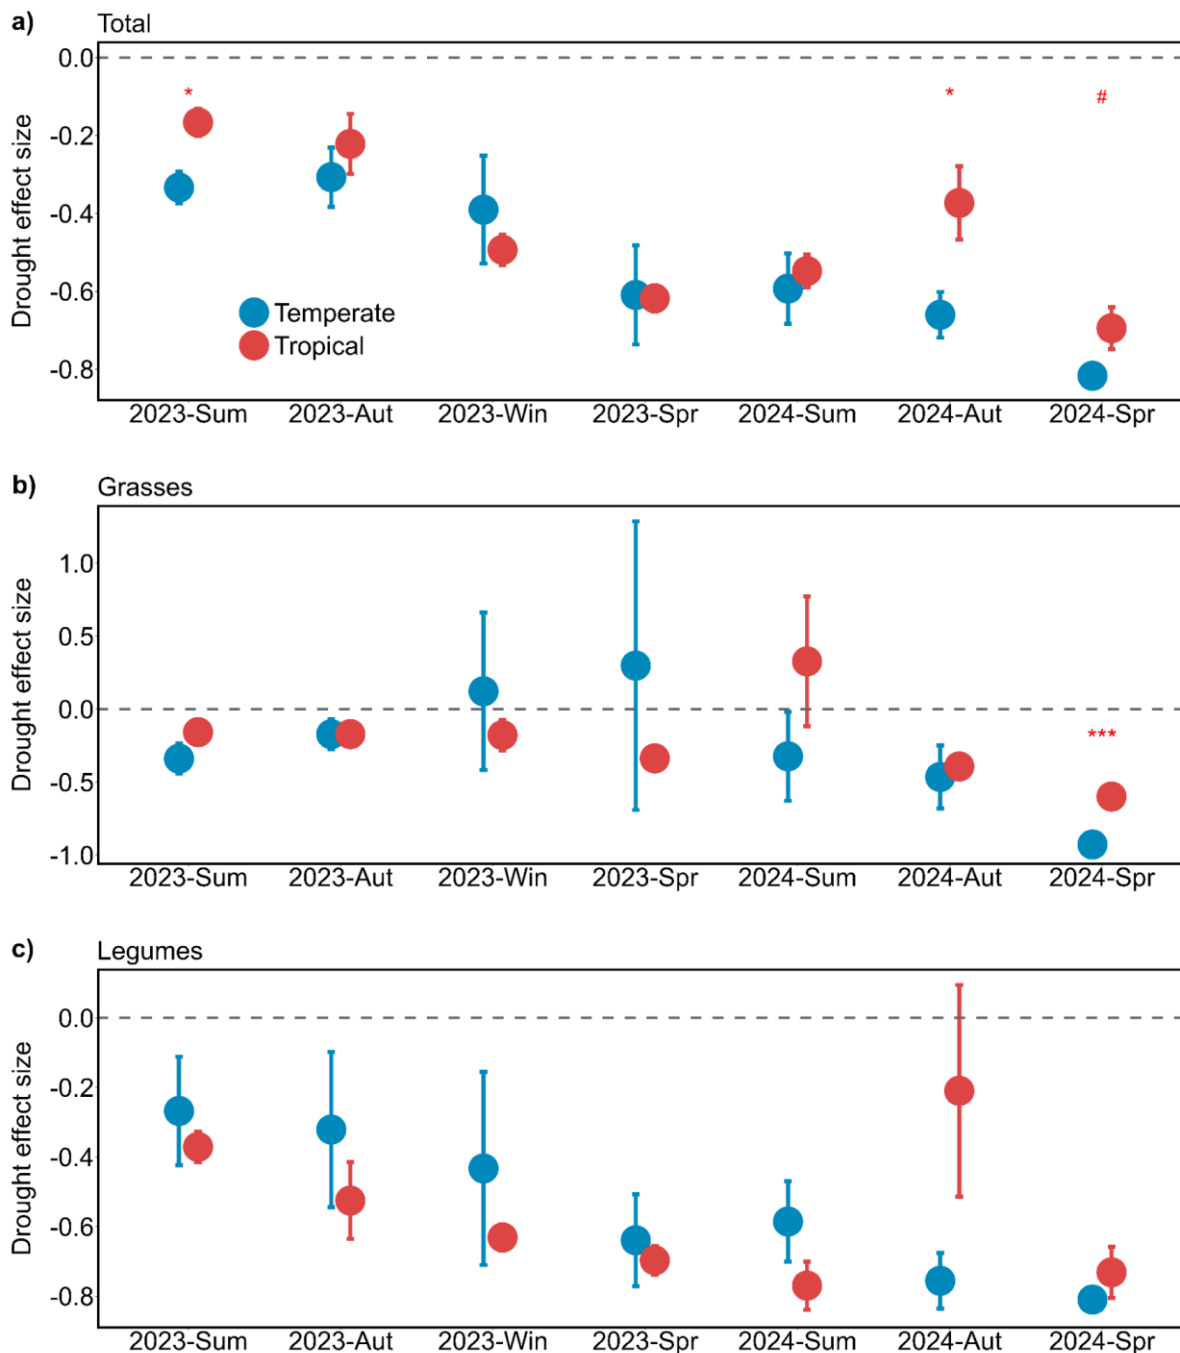 a) Total
0.0
* * #
-0.2
-0.4
-0.6
-0.8
Drought effect size
Temperate
Tropical
2023-Sum 2023-Aut 2023-Win 2023-Spr 2024-Sum 2024-Aut 2024-Spr
b) Grasses
1.0
0.5
0.0
***
-0.5
-1.0
Drought effect size
2023-Sum 2023-Aut 2023-Win 2023-Spr 2024-Sum 2024-Aut 2024-Spr
c) Legumes
0.0
-0.2
-0.4
-0.6
-0.8
Drought effect size
2023-Sum 2023-Aut 2023-Win 2023-Spr 2024-Sum 2024-Aut 2024-Spr